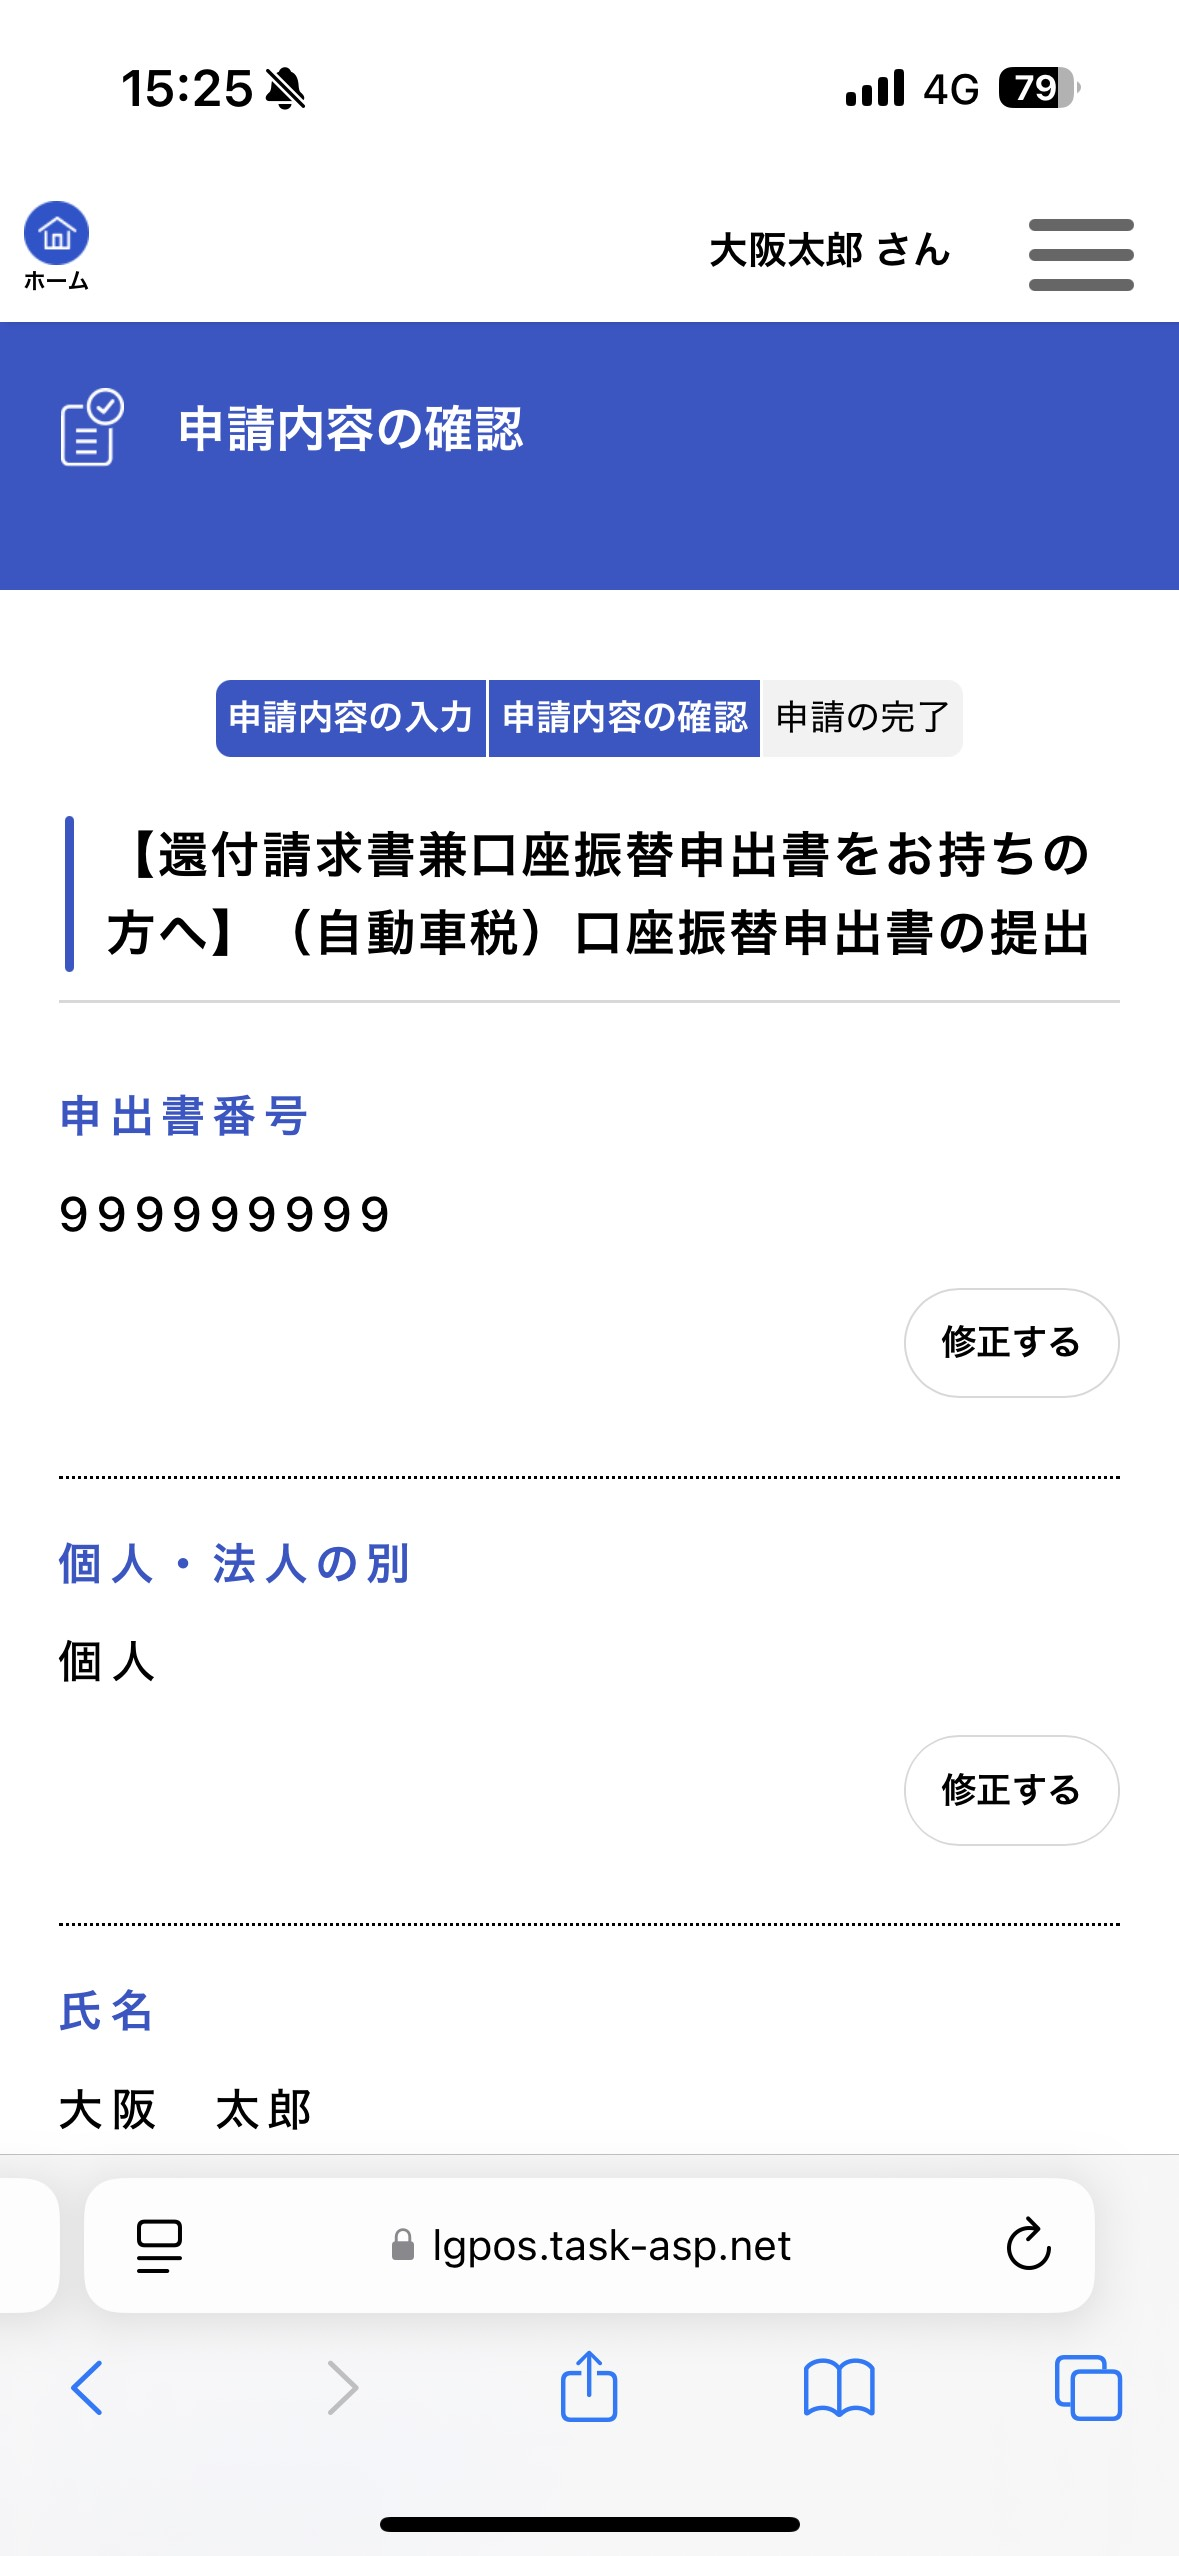 15:25
4G
79
ホーム
大阪太郎 さん
申請内容の確認
申請内容の入力
申請内容の確認
申請の完了
【還付請求書兼口座振替申出書をお持ちの
方へ】（自動車税）口座振替申出書の提出
申出書番号
999999999
修正する
個人・法人の別
個人
修正する
氏名
大阪　太郎
lgpos.task-asp.net